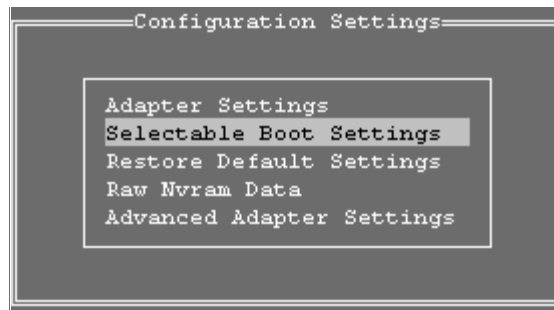 Configuration Settings
Adapter Settings
Selectable Boot Settings
Restore Default Settings
Raw Nvram Data
Advanced Adapter Settings